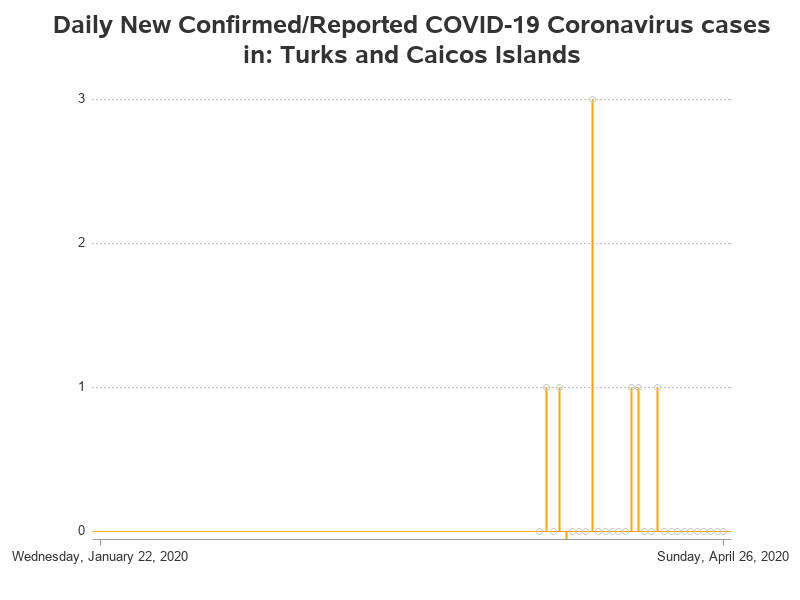 Daily New Confirmed/Reported COVID-19 Coronavirus cases
in: Turks and Caicos Islands
3
2
1
0
Wednesday, January 22, 2020
Sunday, April 26, 2020